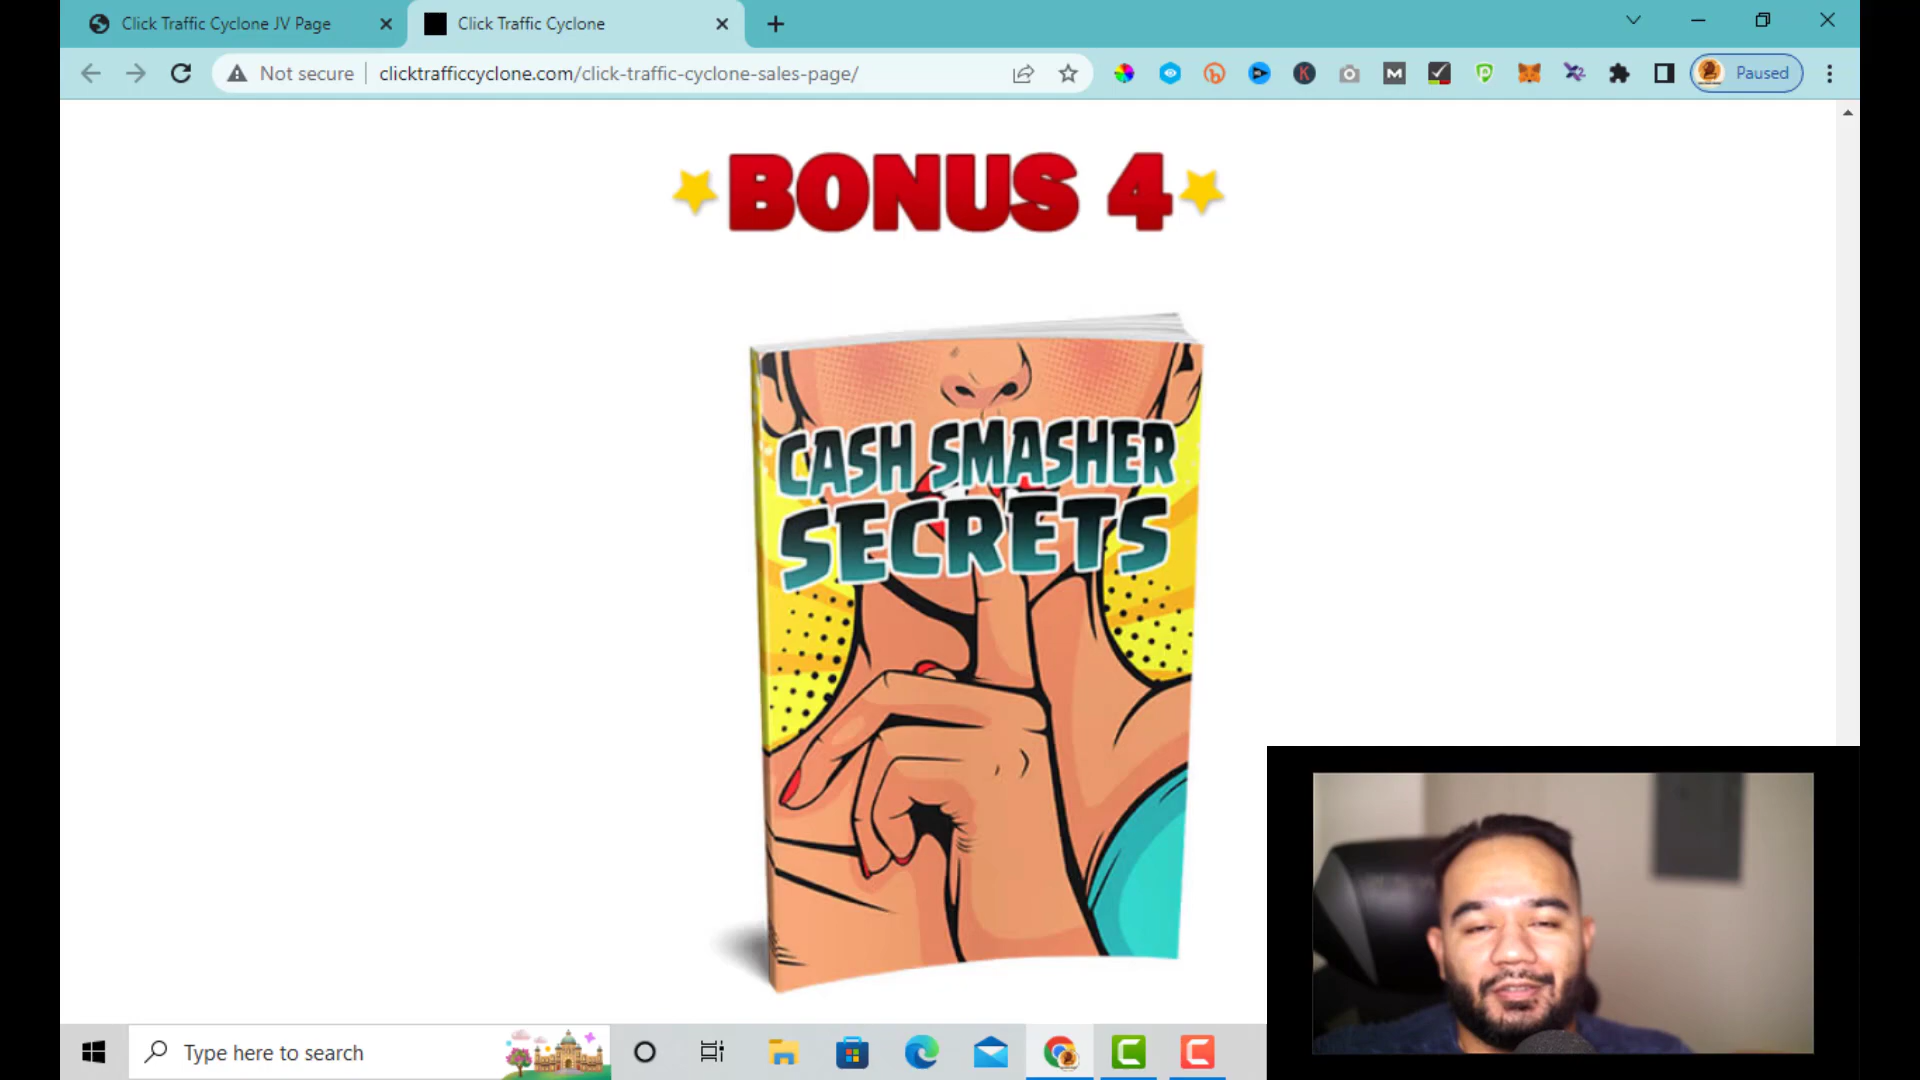 Click Traffic Cyclone JV Page
Click Traffic Cyclone
Not secure
clicktrafficcyclone.com/click-traffic-cyclone-sales-page/
Paused
BONUS 4
CASH SMASHER
SECRETS
Type here to search